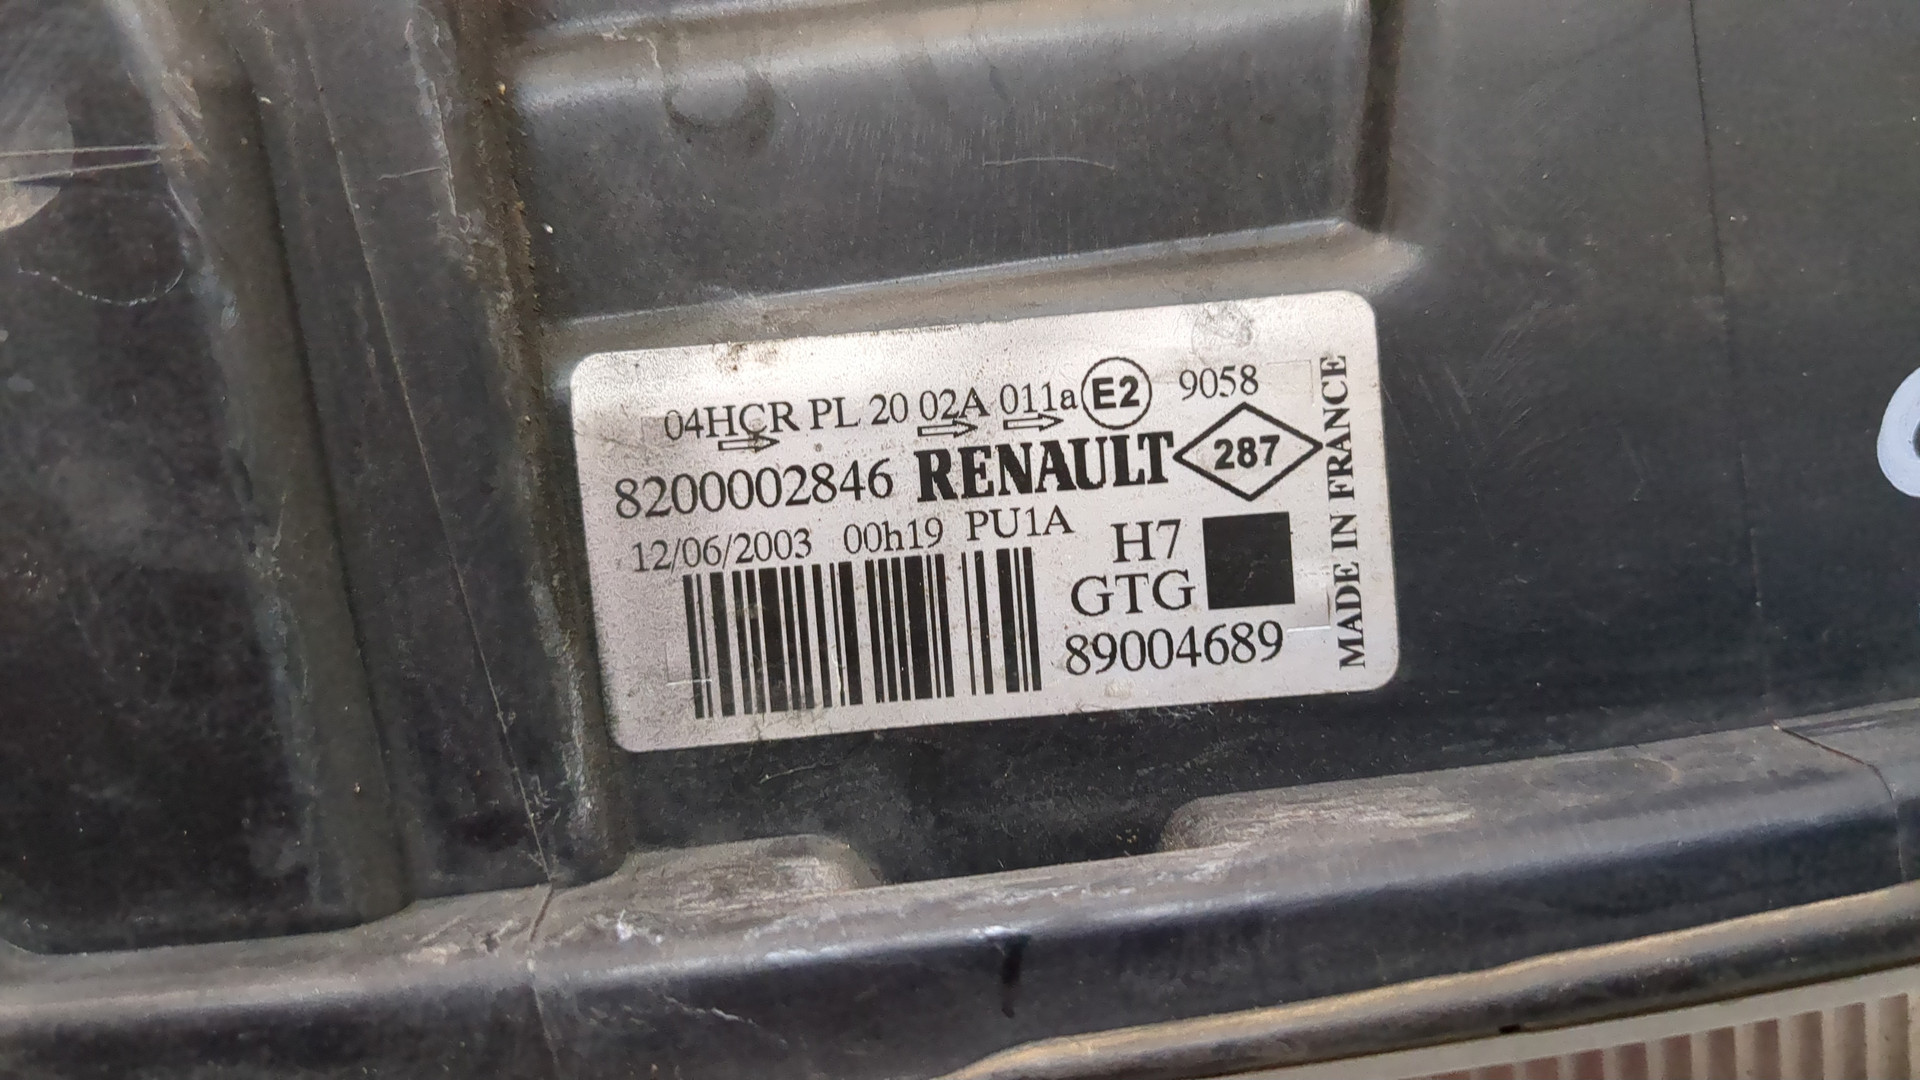 04HCR PL 20 02A 011a E2 9058
8200002846 RENAULT 287
12/06/2003 00h19 PU1A
H7
GTG
89004689
MADE IN FRANCE